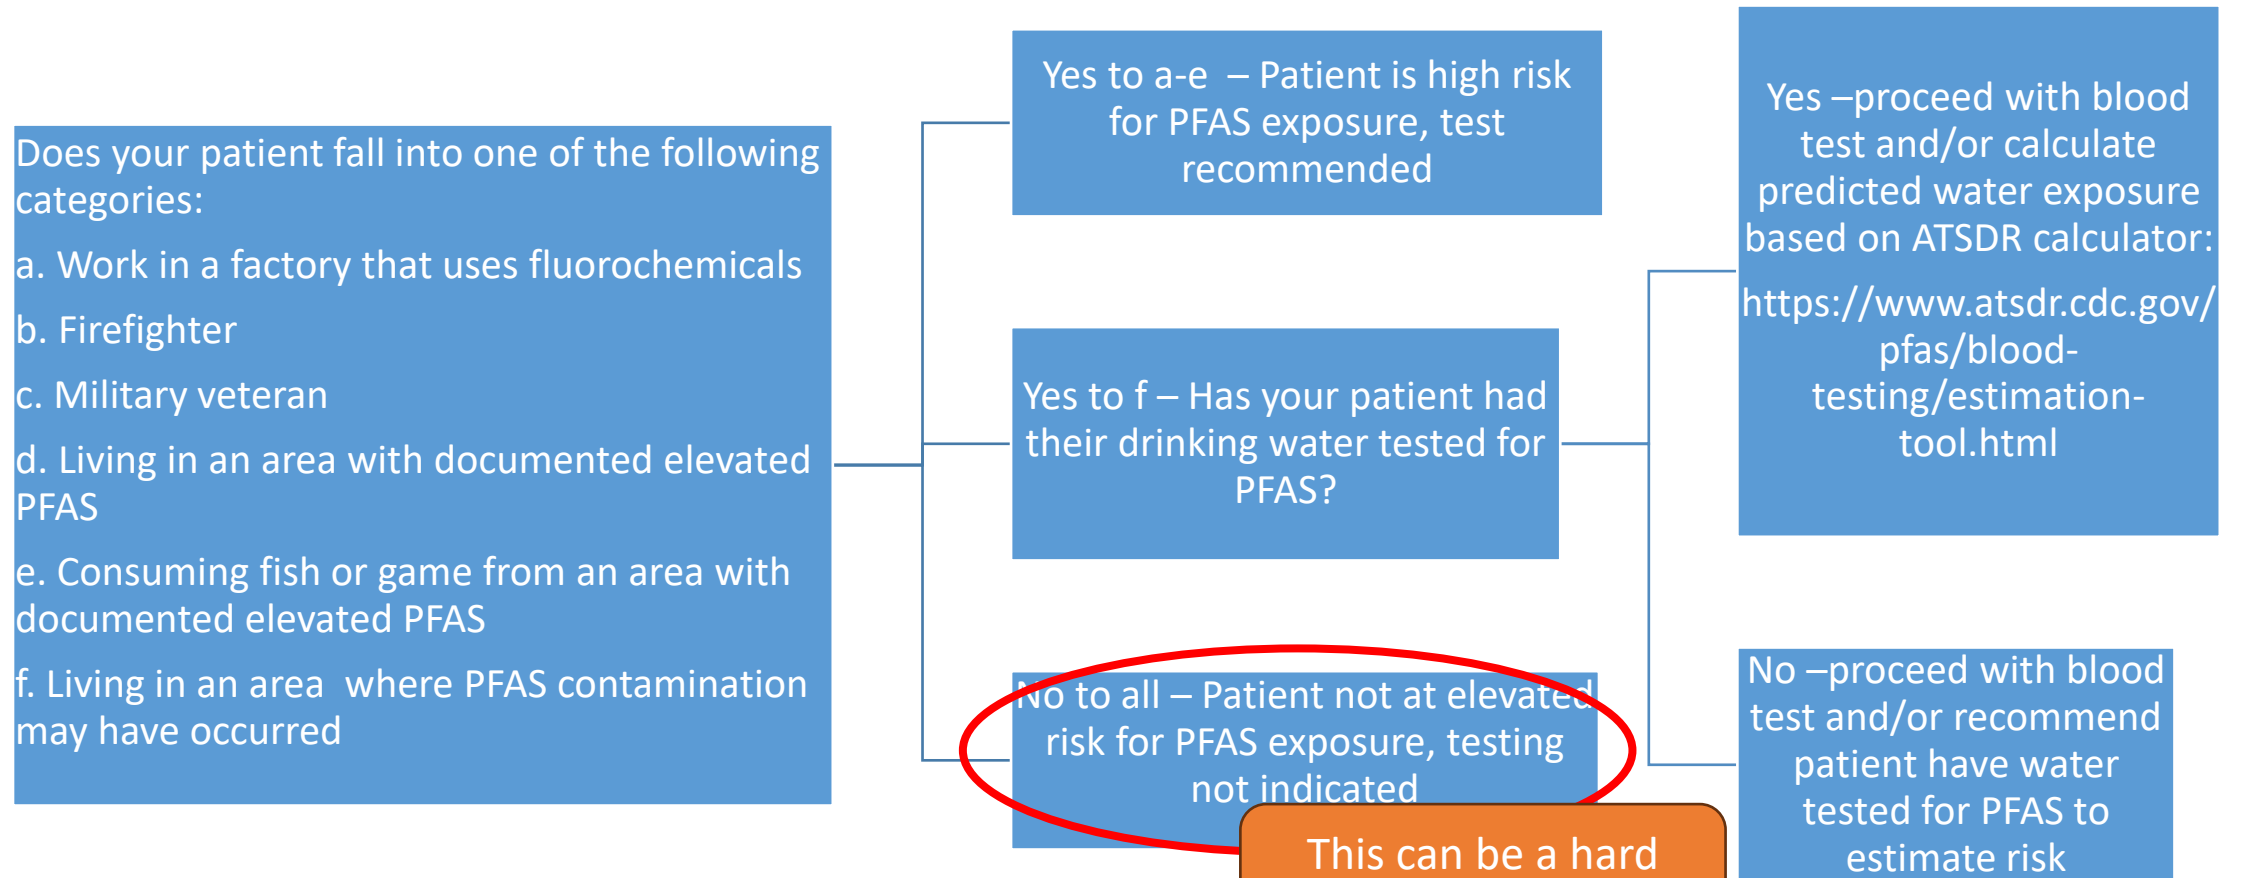 Does your patient fall into one of the following
categories:
a. Work in a factory that uses fluorochemicals
b. Firefighter
c. Military veteran
d. Living in an area with documented elevated
PFAS
e. Consuming fish or game from an area with
documented elevated PFAS
f. Living in an area  where PFAS contamination
may have occurred
Yes to a-e  – Patient is high risk
for PFAS exposure, test
recommended
Yes to f – Has your patient had
their drinking water tested for
PFAS?
No to all – Patient not at elevated
risk for PFAS exposure, testing
not indicated
This can be a hard
Yes –proceed with blood
test and/or calculate
predicted water exposure
based on ATSDR calculator:
https://www.atsdr.cdc.gov/
pfas/blood-
testing/estimation-
tool.html
No –proceed with blood
test and/or recommend
patient have water
tested for PFAS to
estimate risk